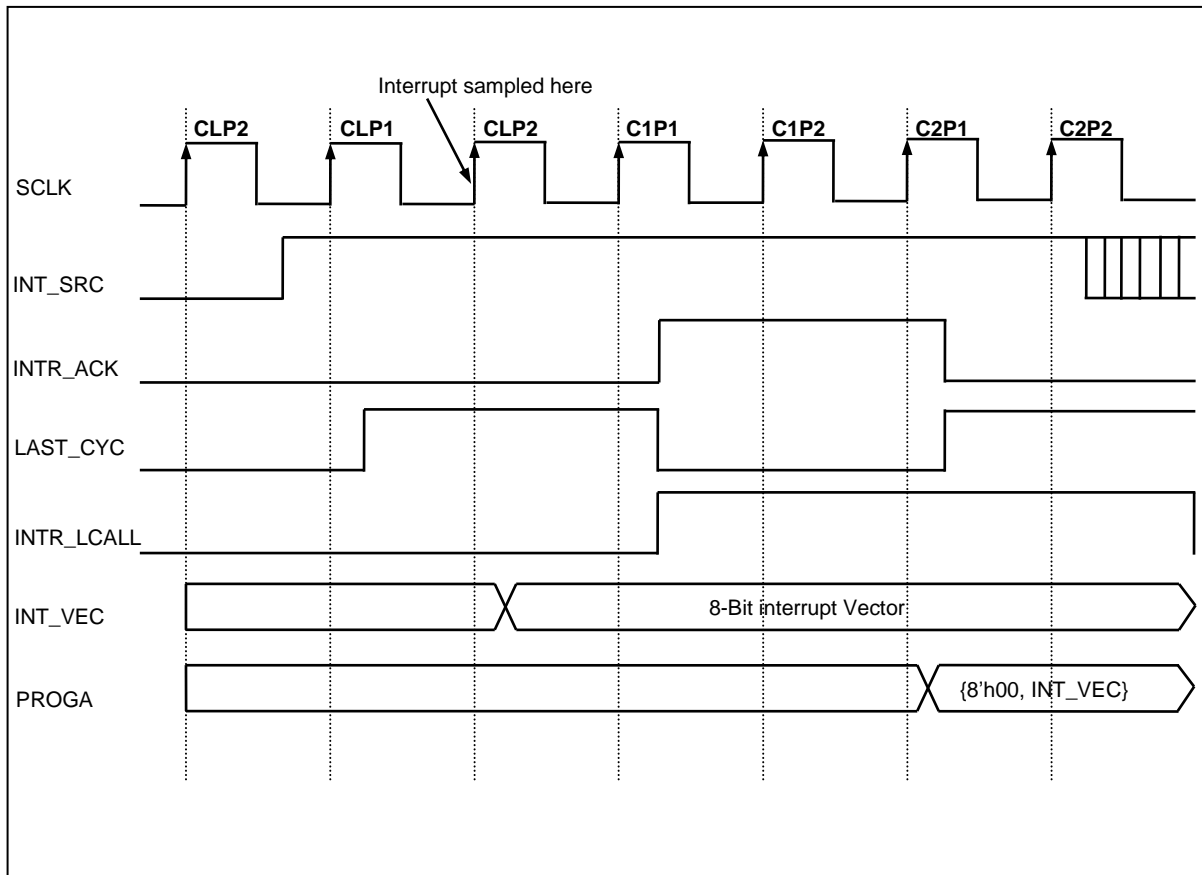 Interrupt sampled here
CLP2 CLP1 CLP2 C1P1 C1P2 C2P1 C2P2
SCLK
INT_SRC
INTR_ACK
LAST_CYC
INTR_LCALL
INT_VEC 8-Bit interrupt Vector
PROGA {8'h00, INT_VEC}